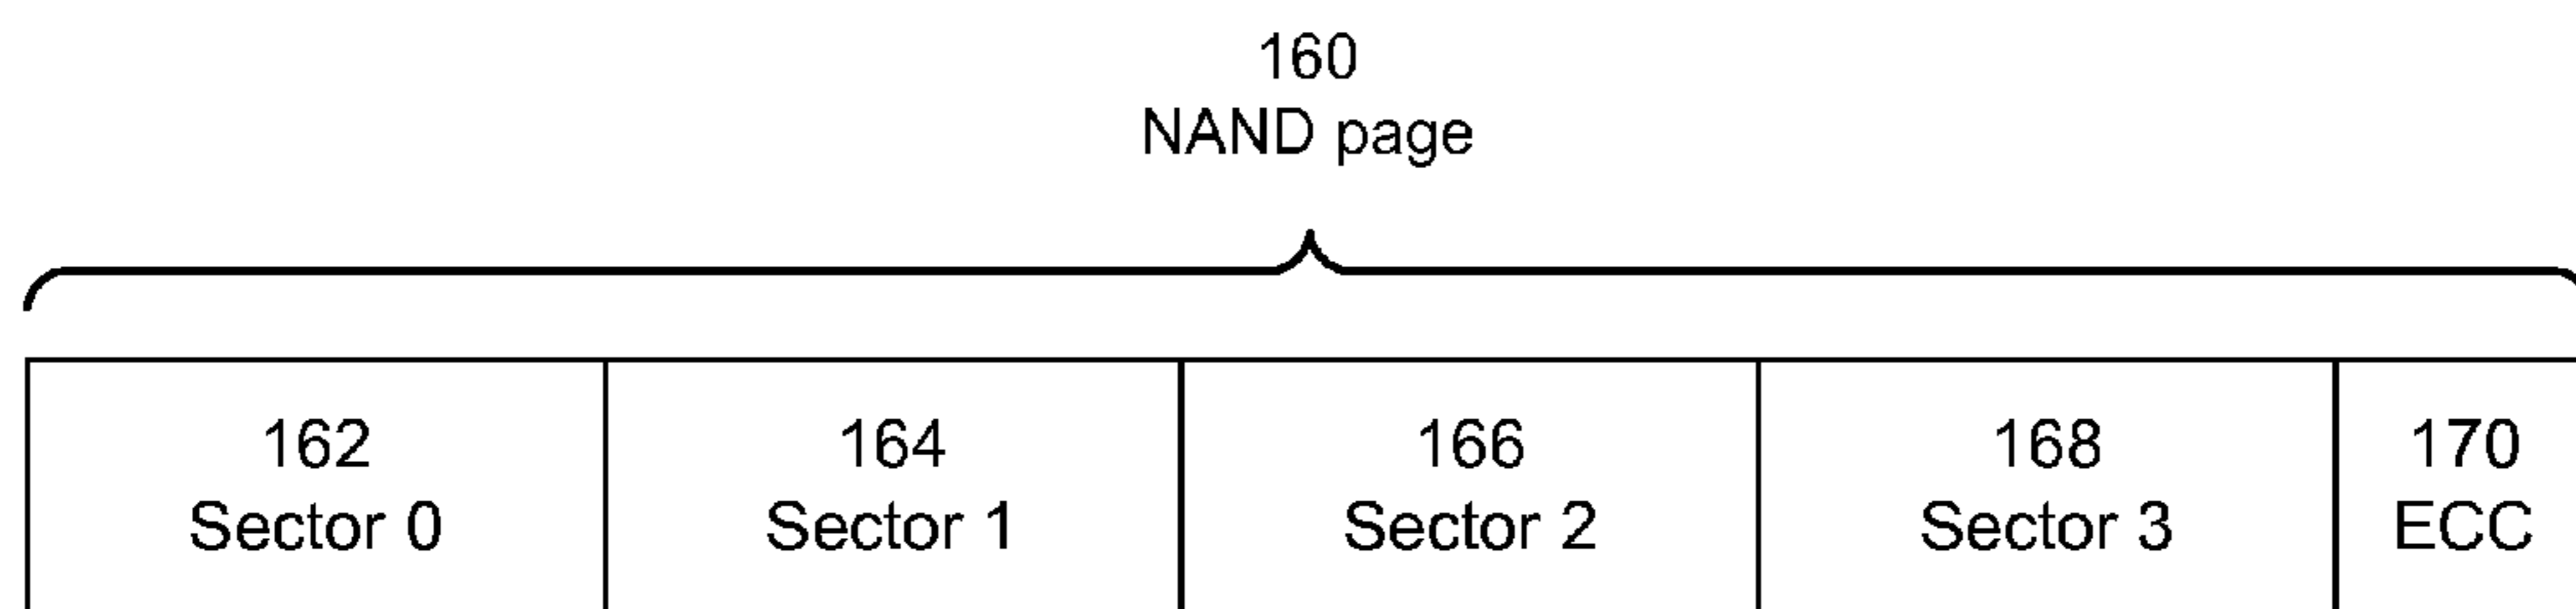 160
NAND page
162
Sector 0
164
Sector 1
166
Sector 2
168
Sector 3
170
ECC